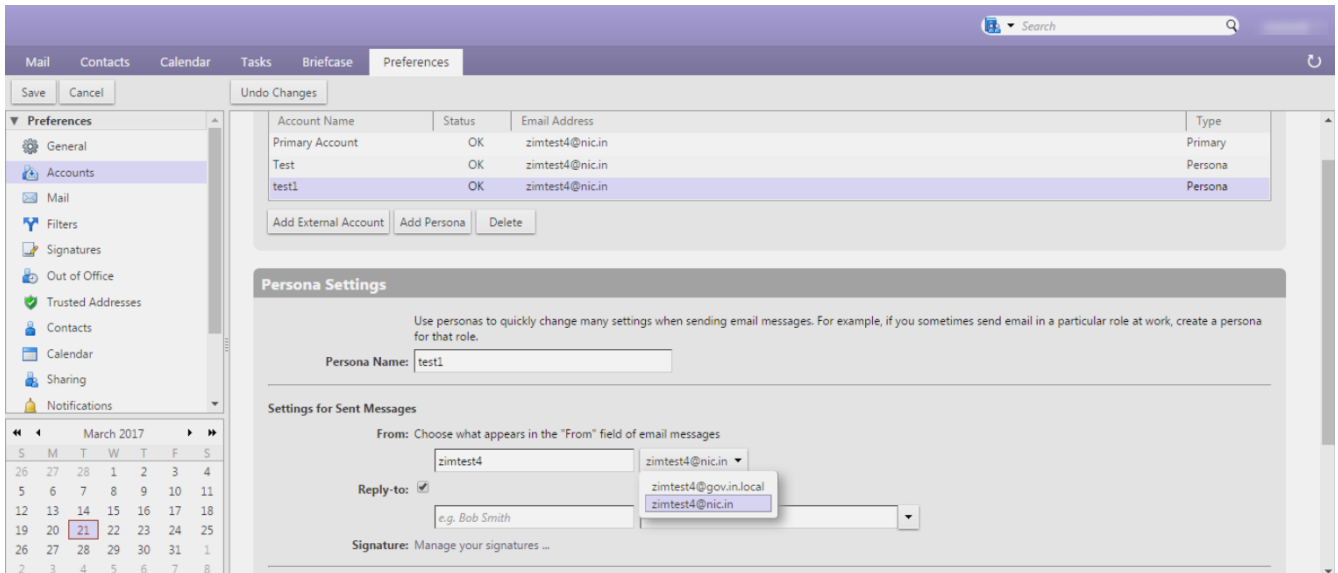 Search
Mail Contacts Calendar Tasks Briefcase Preferences
Save Cancel Undo Changes
Preferences
General
Accounts
Mail
Filters
Signatures
Out of Office
Trusted Addresses
Contacts
Calendar
Sharing
Notifications
March 2017
S M T W T F S
26 27 28 1 2 3 4
5 6 7 8 9 10 11
12 13 14 15 16 17 18
19 20 21 22 23 24 25
26 27 28 29 30 31 1
2 3 4 5 6 7 8
Account Name Status Email Address Type
Primary Account OK zimtest4@nic.in Primary
Test OK zimtest4@nic.in Persona
test1 OK zimtest4@nic.in Persona
Add External Account Add Persona Delete
Persona Settings
Use personas to quickly change many settings when sending email messages. For example, if you sometimes send email in a particular role at work, create a persona
for that role.
Persona Name: test1
Settings for Sent Messages
From: Choose what appears in the "From" field of email messages
zimtest4 zimtest4@nic.in
Reply-to:
zimtest4@gov.in.local
zimtest4@nic.in
e.g. Bob Smith
Signature: Manage your signatures ...